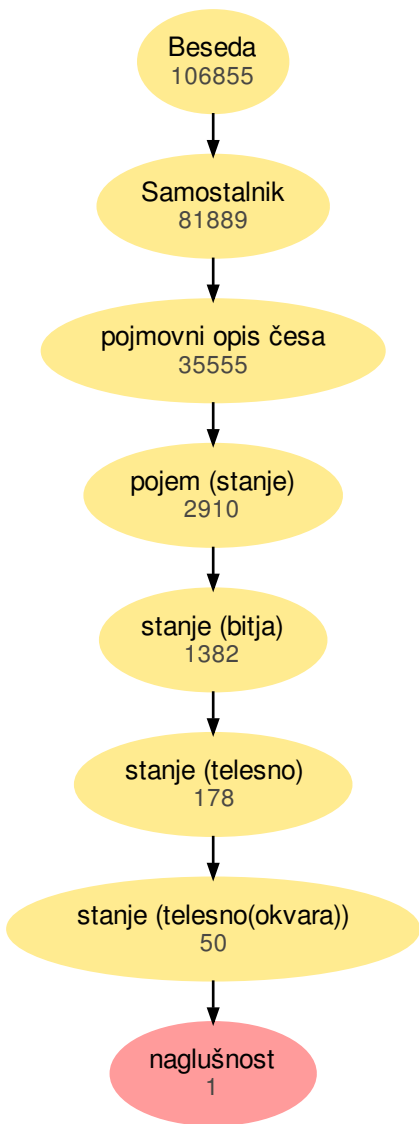 Beseda
106855
Samostalnik
81889
pojmovni opis česa
35555
pojem (stanje)
2910
stanje (bitja)
1382
stanje (telesno)
178
stanje (telesno(okvara))
50
naglušnost
1